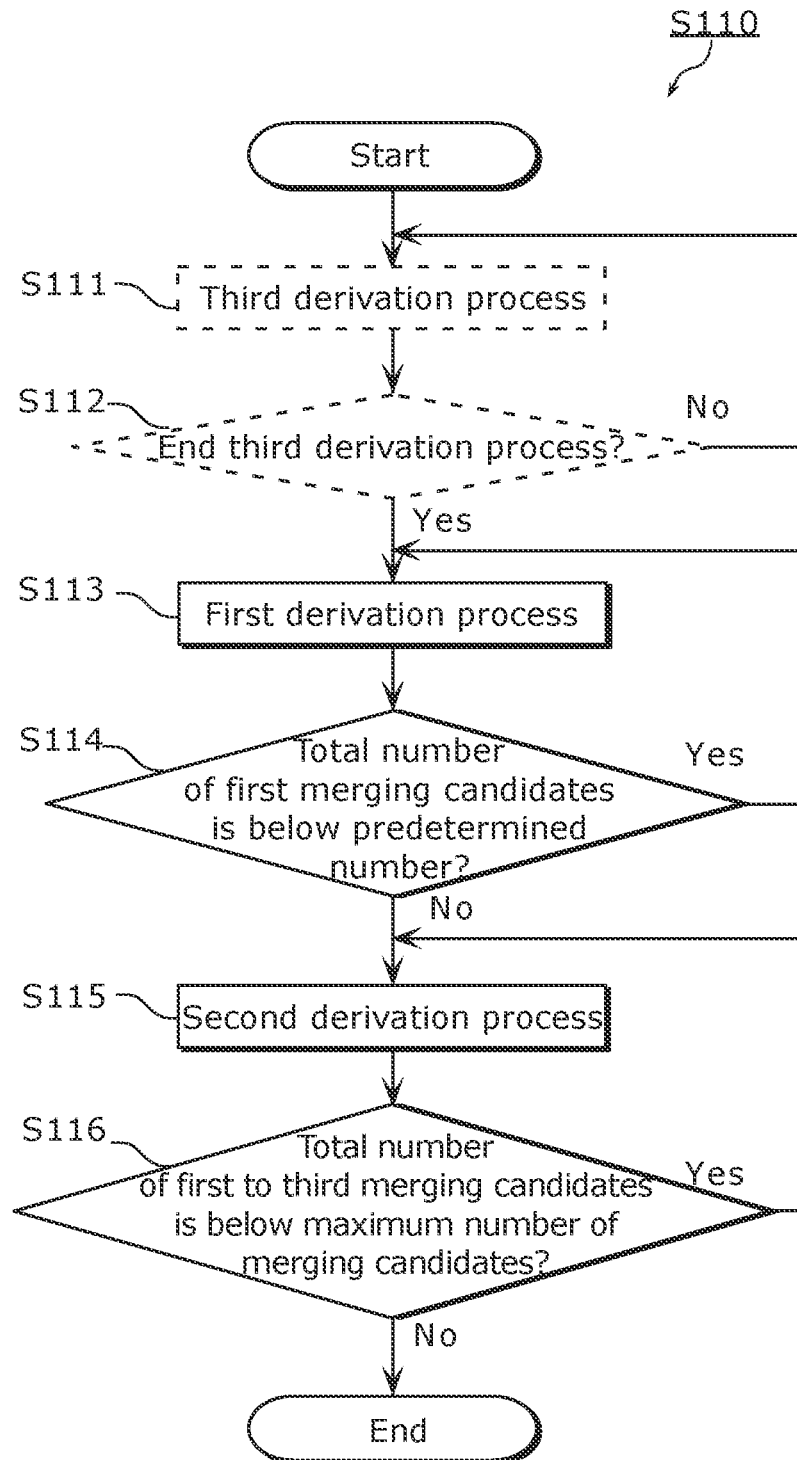 S110
Start
S111
Third derivation process
S112
End third derivation process?
No
Yes
S113
First derivation process
S114
Total number
of first merging candidates
is below predetermined
number?
Yes
No
S115
Second derivation process
S116
Total number
of first to third merging candidates
is below maximum number of
merging candidates?
Yes
No
End